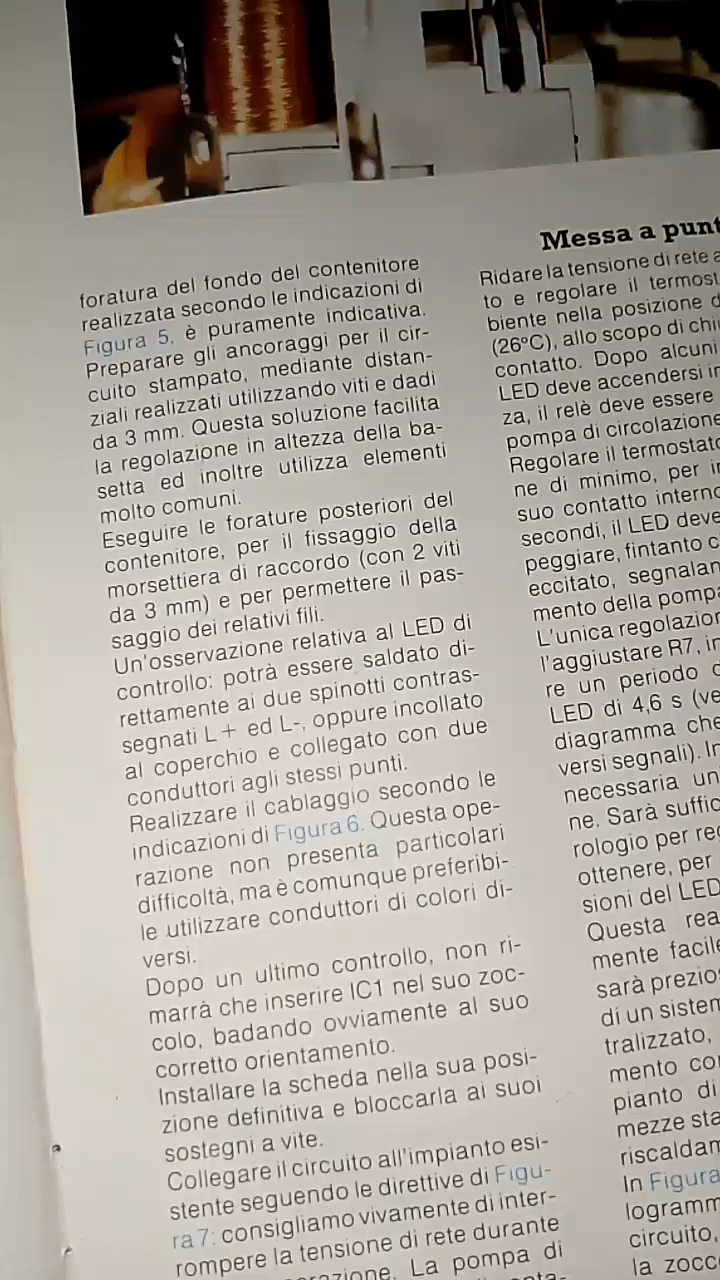 foratura del fondo del contenitore
realizzata secondo le indicazioni di
Figura 5, è puramente indicativa.
Preparare gli ancoraggi per il cir-
cuito stampato, mediante distan-
ziali realizzati utilizzando viti e dadi
da 3 mm. Questa soluzione facilita
la regolazione in altezza della ba-
setta ed inoltre utilizza elementi
molto comuni.
Eseguire le forature posteriori del
contenitore, per il fissaggio della
morsettiera di raccordo (con 2 viti
da 3 mm) e per permettere il pas-
saggio dei relativi fili.
Un'osservazione relativa al LED di
controllo: potrà essere saldato di-
rettamente ai due spinotti contras-
segnati L+ ed L-, oppure incollato
al coperchio e collegato con due
conduttori agli stessi punti.
Realizzare il cablaggio secondo le
indicazioni di Figura 6. Questa ope-
razione non presenta particolari
difficoltà, ma è comunque preferibi-
le utilizzare conduttori di colori di-
versi.
Dopo un ultimo controllo, non ri-
marrà che inserire IC1 nel suo zoc-
colo, badando ovviamente al suo
corretto orientamento.
Installare la scheda nella sua posi-
zione definitiva e bloccarla ai suoi
sostegni a vite.
Collegare il circuito all'impianto esi-
stente seguendo le direttive di Figu-
ra 7: consigliamo vivamente di inter-
rompere la tensione di rete durante
La pompa di
Messa a punt
Ridare la tensione di rete a
to e regolare il termost
biente nella posizione d
(26°C), allo scopo di chi
contatto. Dopo alcuni
LED deve accendersi in
za, il relè deve essere
pompa di circolazione
Regolare il termostato
ne di minimo, per in
suo contatto interno
secondi, il LED deve
peggiare, fintanto c
eccitato, segnalan
mento della pompa
L'unica regolazion
l'aggiustare R7, in
re un periodo d
LED di 4,6 s (ve
diagramma che
versi segnali). In
necessaria un
ne. Sarà suffic
rologio per reg
ottenere, per
sioni del LED
Questa rea
mente facile
sarà prezio
di un sistem
tralizzato,
mento co
pianto di
mezze sta
riscaldam
In Figura
logramm
circuito,
la zocc